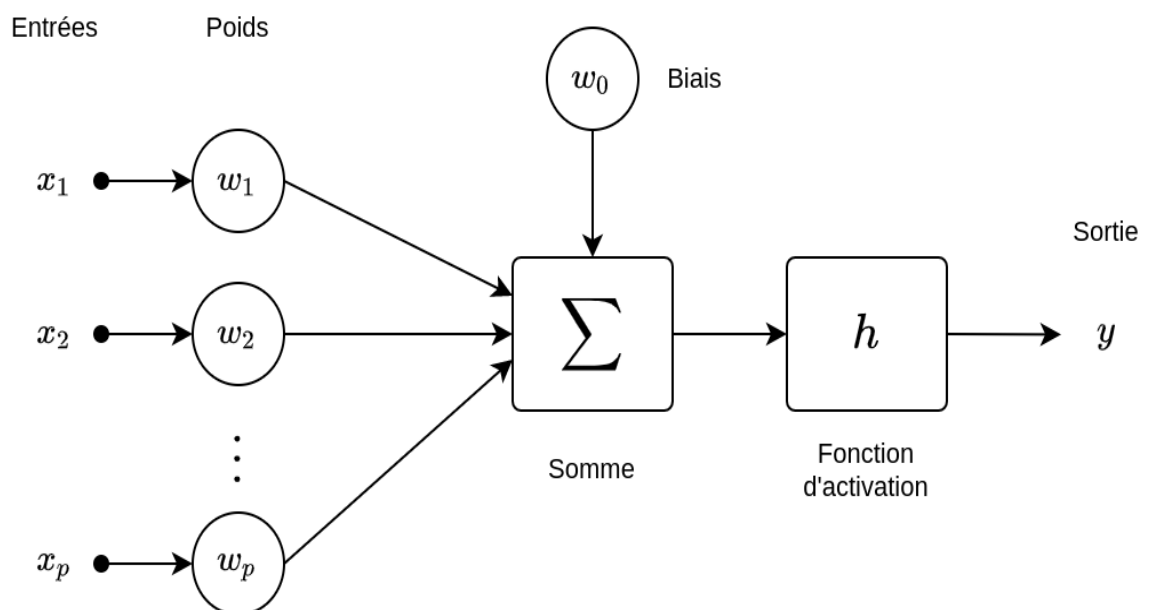 Entrées
Poids
w₀
Biais
x₁
w₁
Sortie
x₂
w₂
∑
h
y
⋮
Somme
Fonction
d'activation
xₚ
wₚ